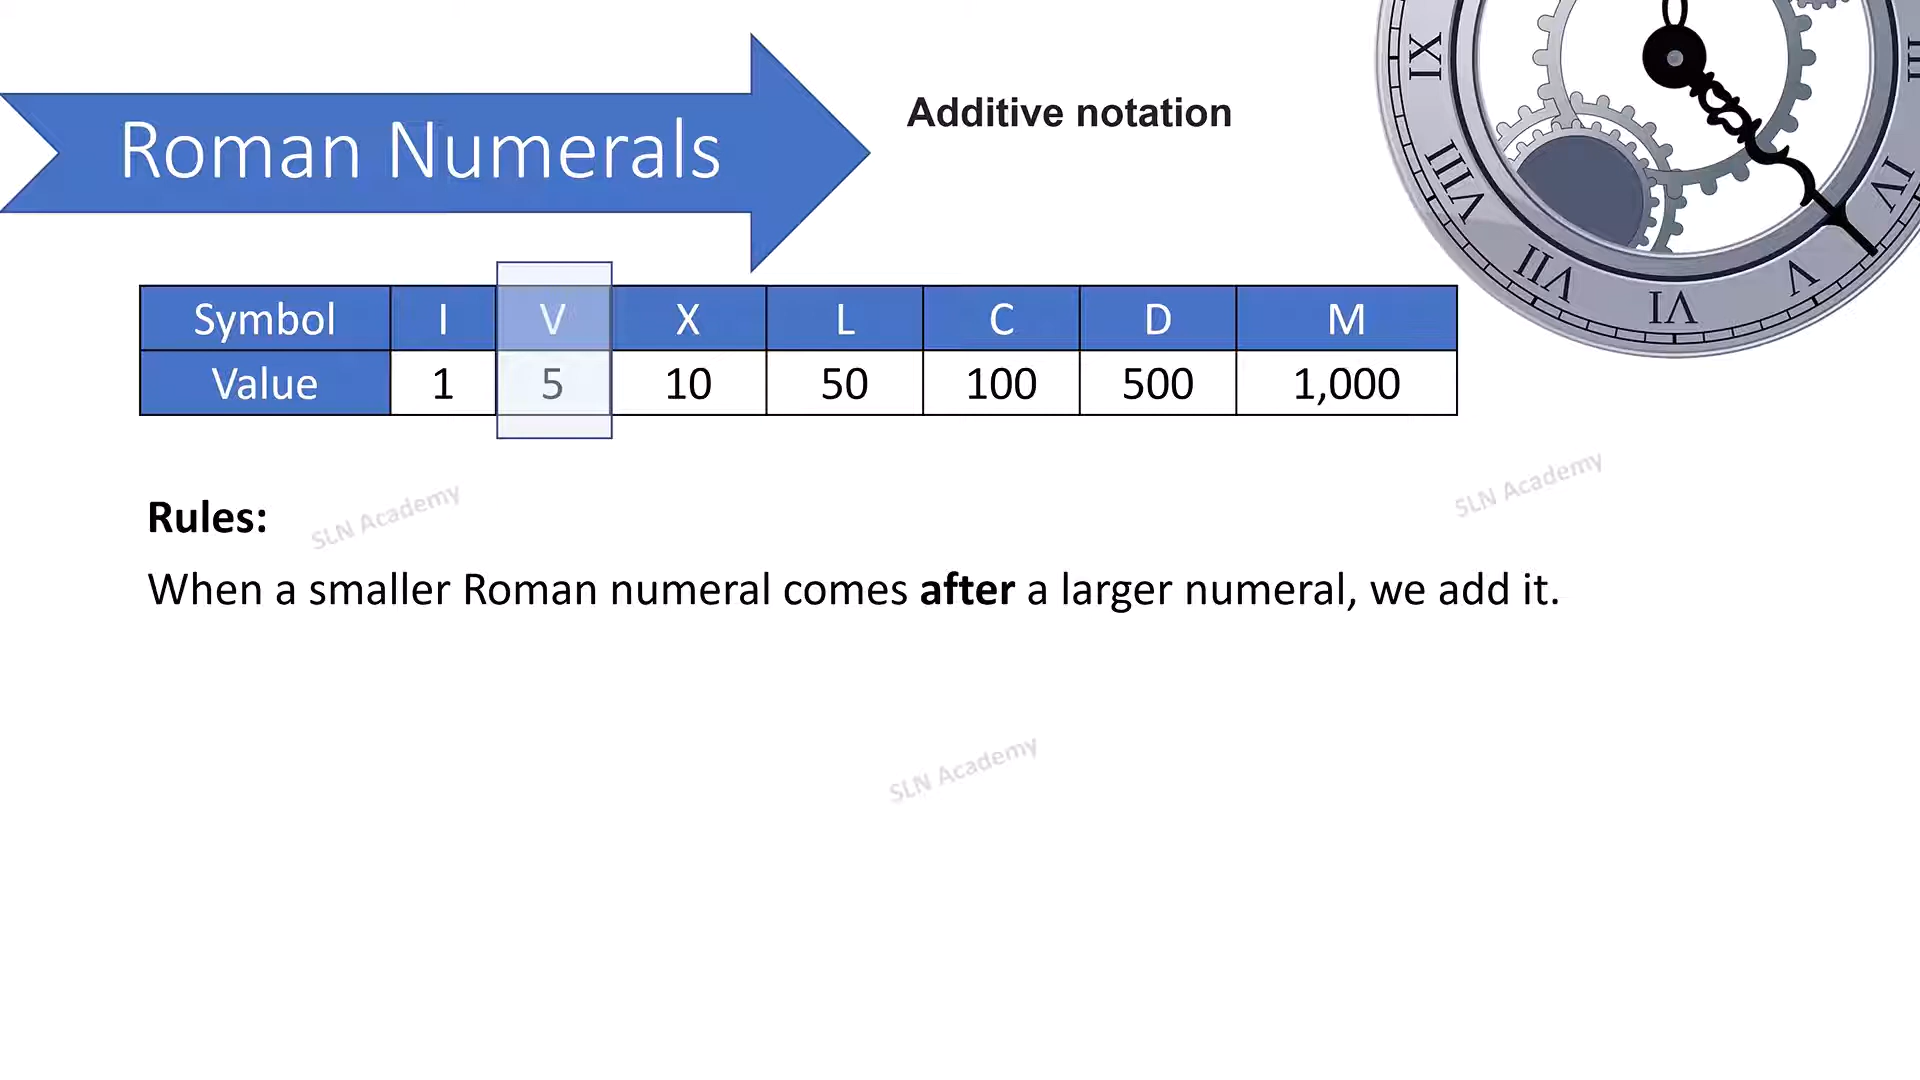 Roman Numerals
Additive notation
Symbol I V X L C D M
Value 1 5 10 50 100 500 1,000
Rules:
When a smaller Roman numeral comes after a larger numeral, we add it.
SLN Academy
SLN Academy
SLN Academy
IX
VIII
VII
VI
V
IV
III